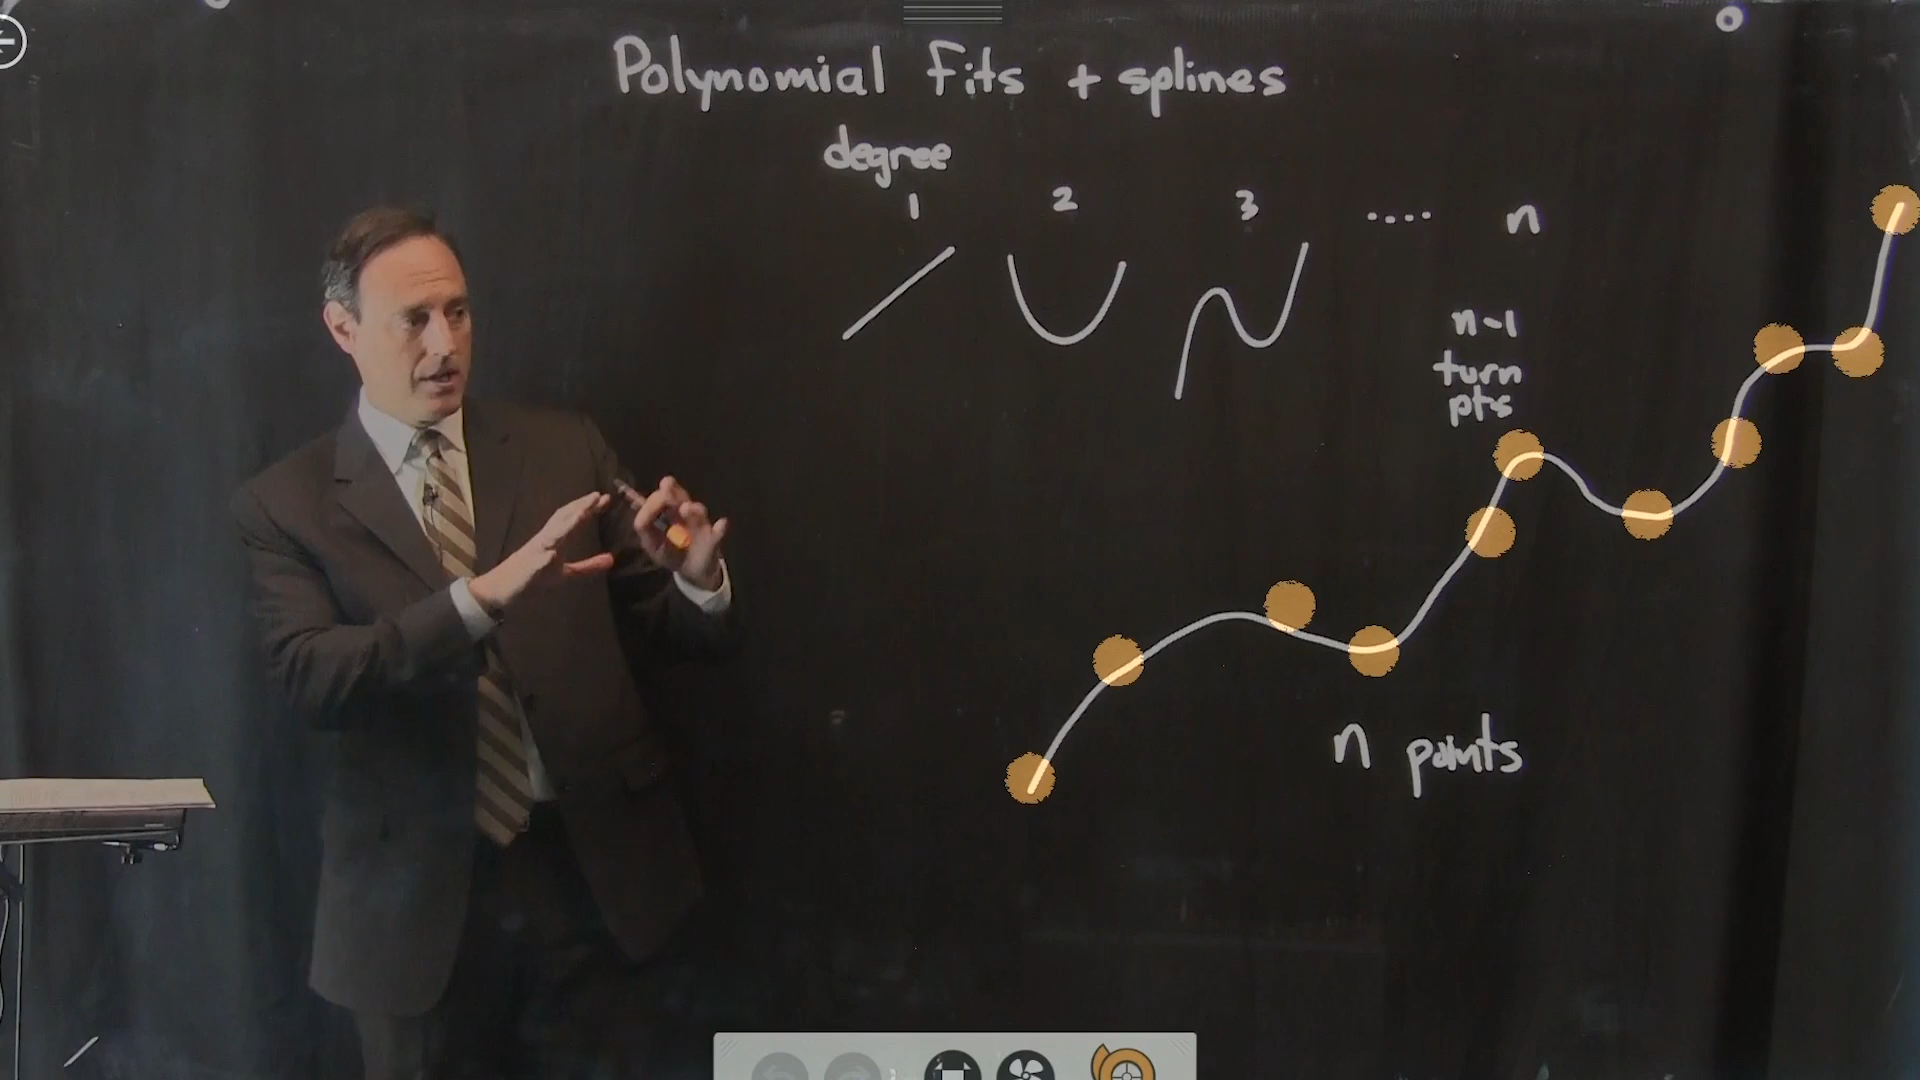 Polynomial Fits + splines
degree
1 2 3 .... n
n-1
turn
pts
n points